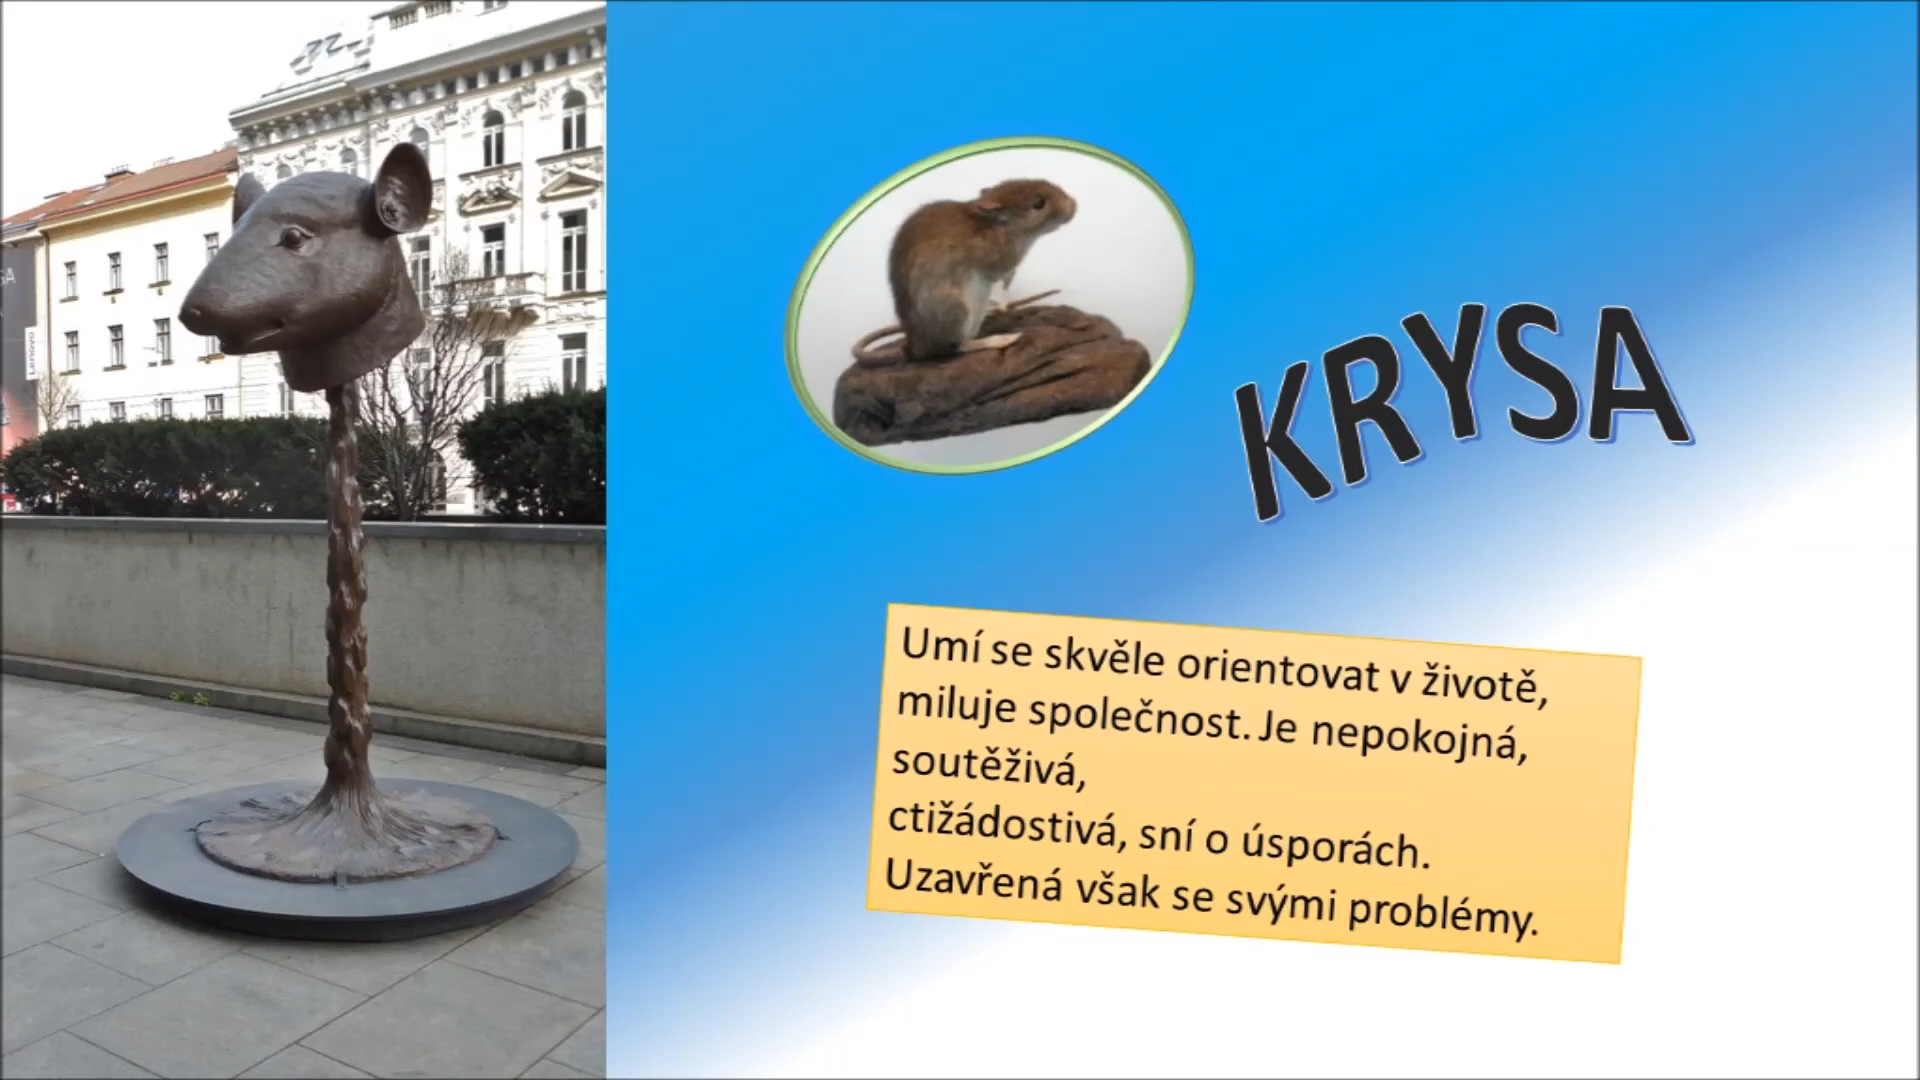 KRYSA
Umí se skvěle orientovat v životě,
miluje společnost. Je nepokojná,
soutěživá,
ctižádostivá, sní o úsporách.
Uzavřená však se svými problémy.
Lenovo